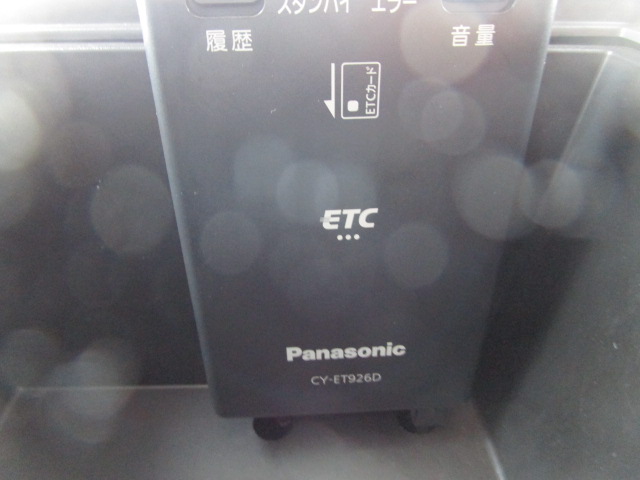 スタンバイ エラー
履歴 音量
ETCカード
ETC
Panasonic
CY-ET926D